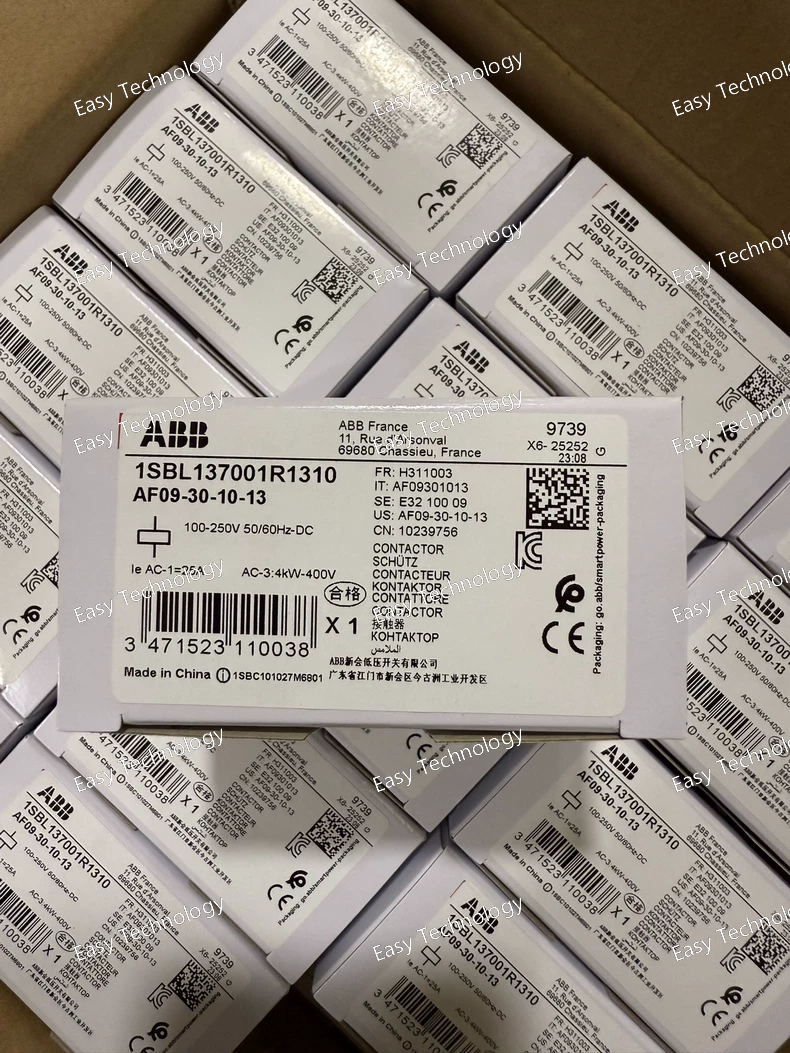 ABB
ABB France
11, Rue d'Arsonval
69680 Chassieu, France
9739
X6- 25252 G
23:08
1SBL137001R1310
AF09-30-10-13
100-250V 50/60Hz-DC
Ie AC-1=25A AC-3:4kW-400V
FR: H311003
IT: AF09301013
SE: E32 100 09
US: AF09-30-10-13
CN: 10239756
CONTACTOR
SCHÜTZ
CONTACTEUR
KONTAKTOR
CONTATTORE
CONTACTOR
接触器
КОНТАКТОР
合格
X 1
3 471523 110038
Made in China 1SBC101027M6801
ABB新会低压开关有限公司
广东省江门市新会区今古洲工业开发区
CE
Packaging: go.abb/smartpower-packaging
Easy Technology